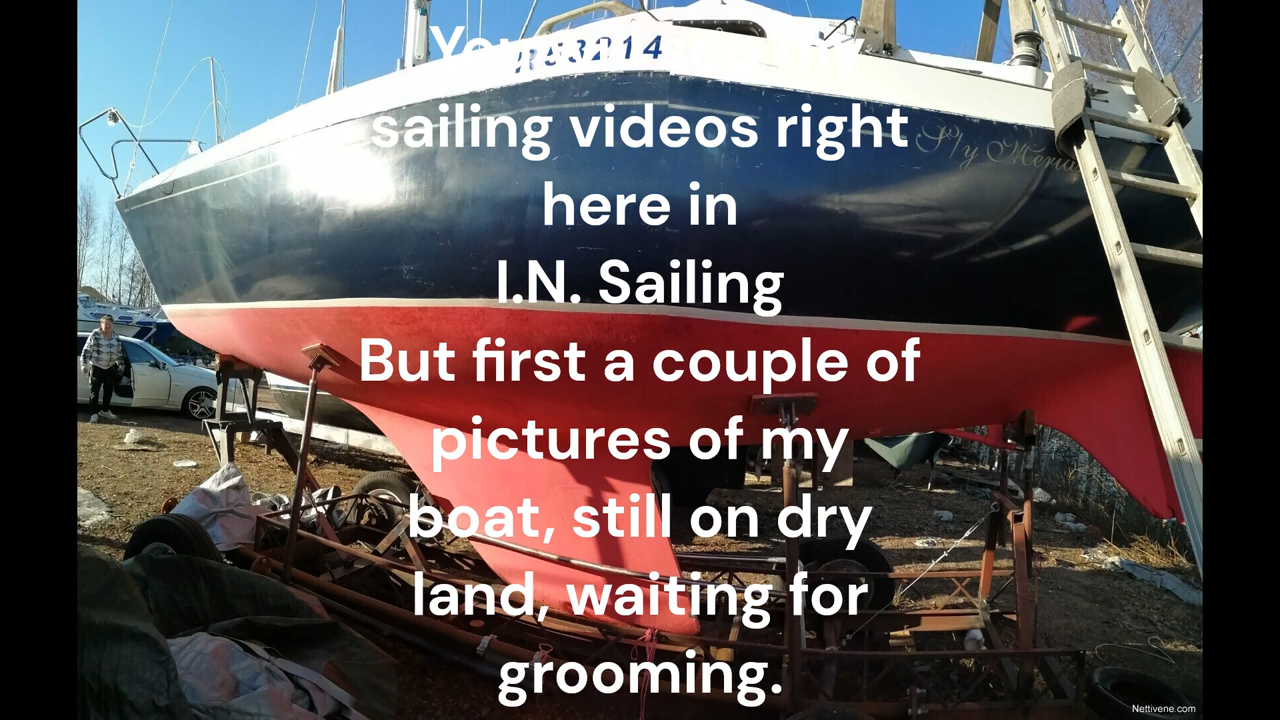 my
sailing videos right
here in
I.N. Sailing
But first a couple of
pictures of my
boat, still on dry
land, waiting for
grooming.
S/y
Nettivene.com